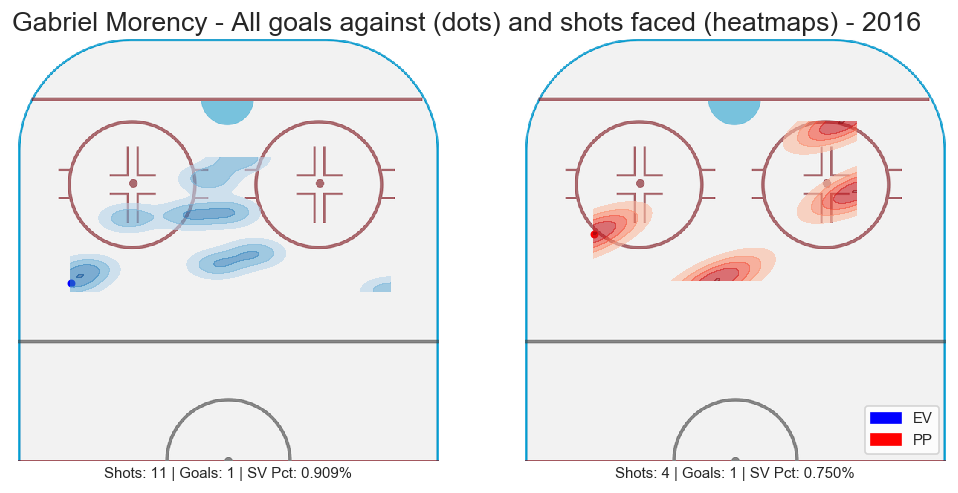 Gabriel Morency - All goals against (dots) and shots faced (heatmaps) - 2016
EV
PP
Shots: 11 | Goals: 1 | SV Pct: 0.909%
Shots: 4 | Goals: 1 | SV Pct: 0.750%